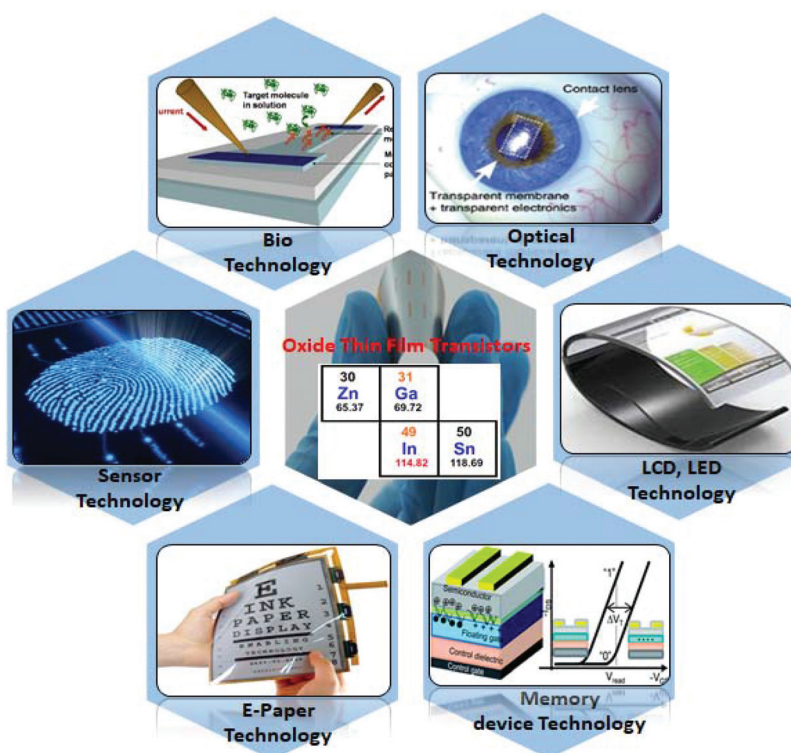 Target molecule
in solution
urrent
Contact lens
Transparent membrane
+ transparent electronics
Bio
Technology
Optical
Technology
Oxide Thin Film Transistors
30
31
Zn
Ga
65.37
69.72
49
50
In
Sn
114.82
118.69
Sensor
Technology
LCD, LED
Technology
E
INK
PAPER
DISPLAY
ENABLING
TECHNOLOGY
Semiconductor
Floating gate
Control dielectric
Control gate
"1"
ΔVT
"0"
Vread
E-Paper
Technology
Memory
device Technology